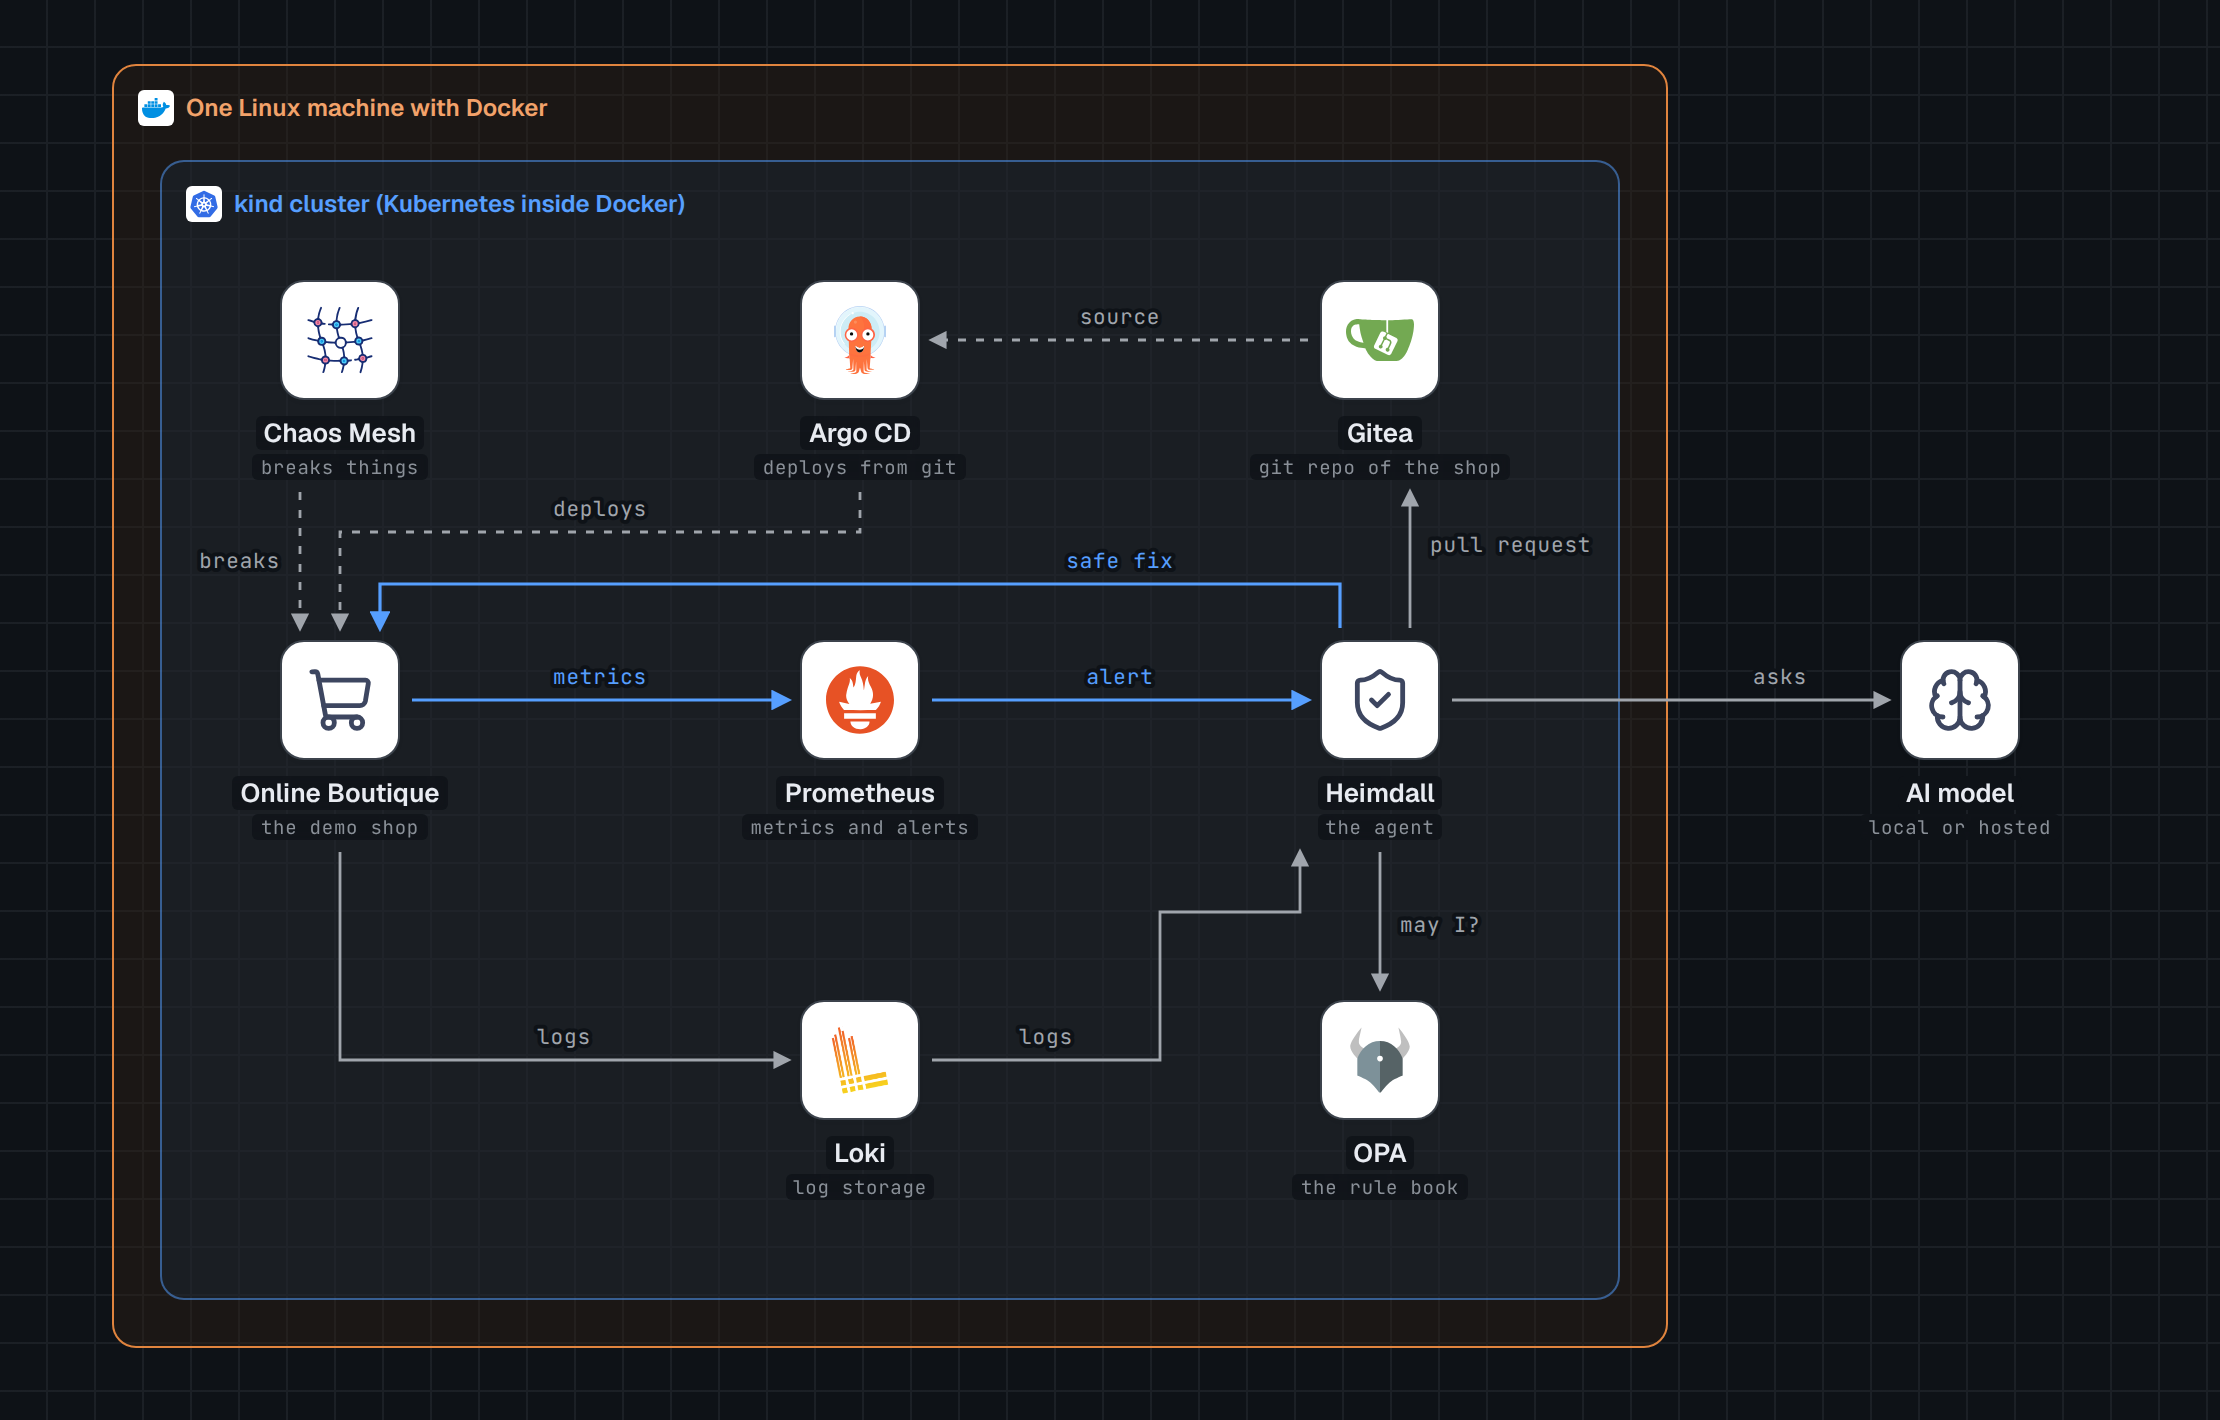 One Linux machine with Docker
kind cluster (Kubernetes inside Docker)
source
Chaos Mesh
breaks things
Argo CD
deploys from git
Gitea
git repo of the shop
deploys
breaks
safe fix
pull request
metrics
alert
asks
Online Boutique
the demo shop
Prometheus
metrics and alerts
Heimdall
the agent
AI model
local or hosted
may I?
logs
logs
Loki
log storage
OPA
the rule book